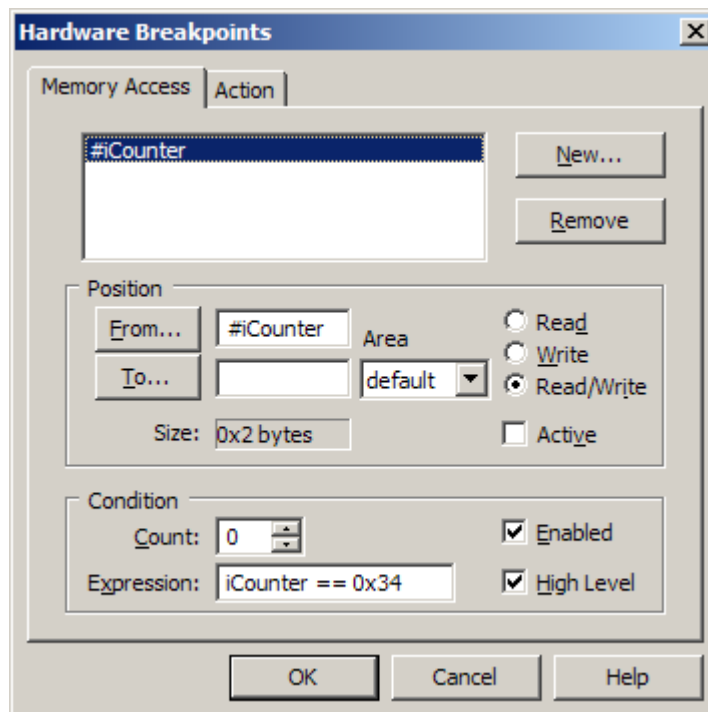 Hardware Breakpoints
Memory Access Action
#iCounter
New...
Remove
Position
From... #iCounter Area Read
Write
To... default Read/Write
Size: 0x2 bytes Active
Condition
Count: 0 Enabled
Expression: iCounter == 0x34 High Level
OK Cancel Help